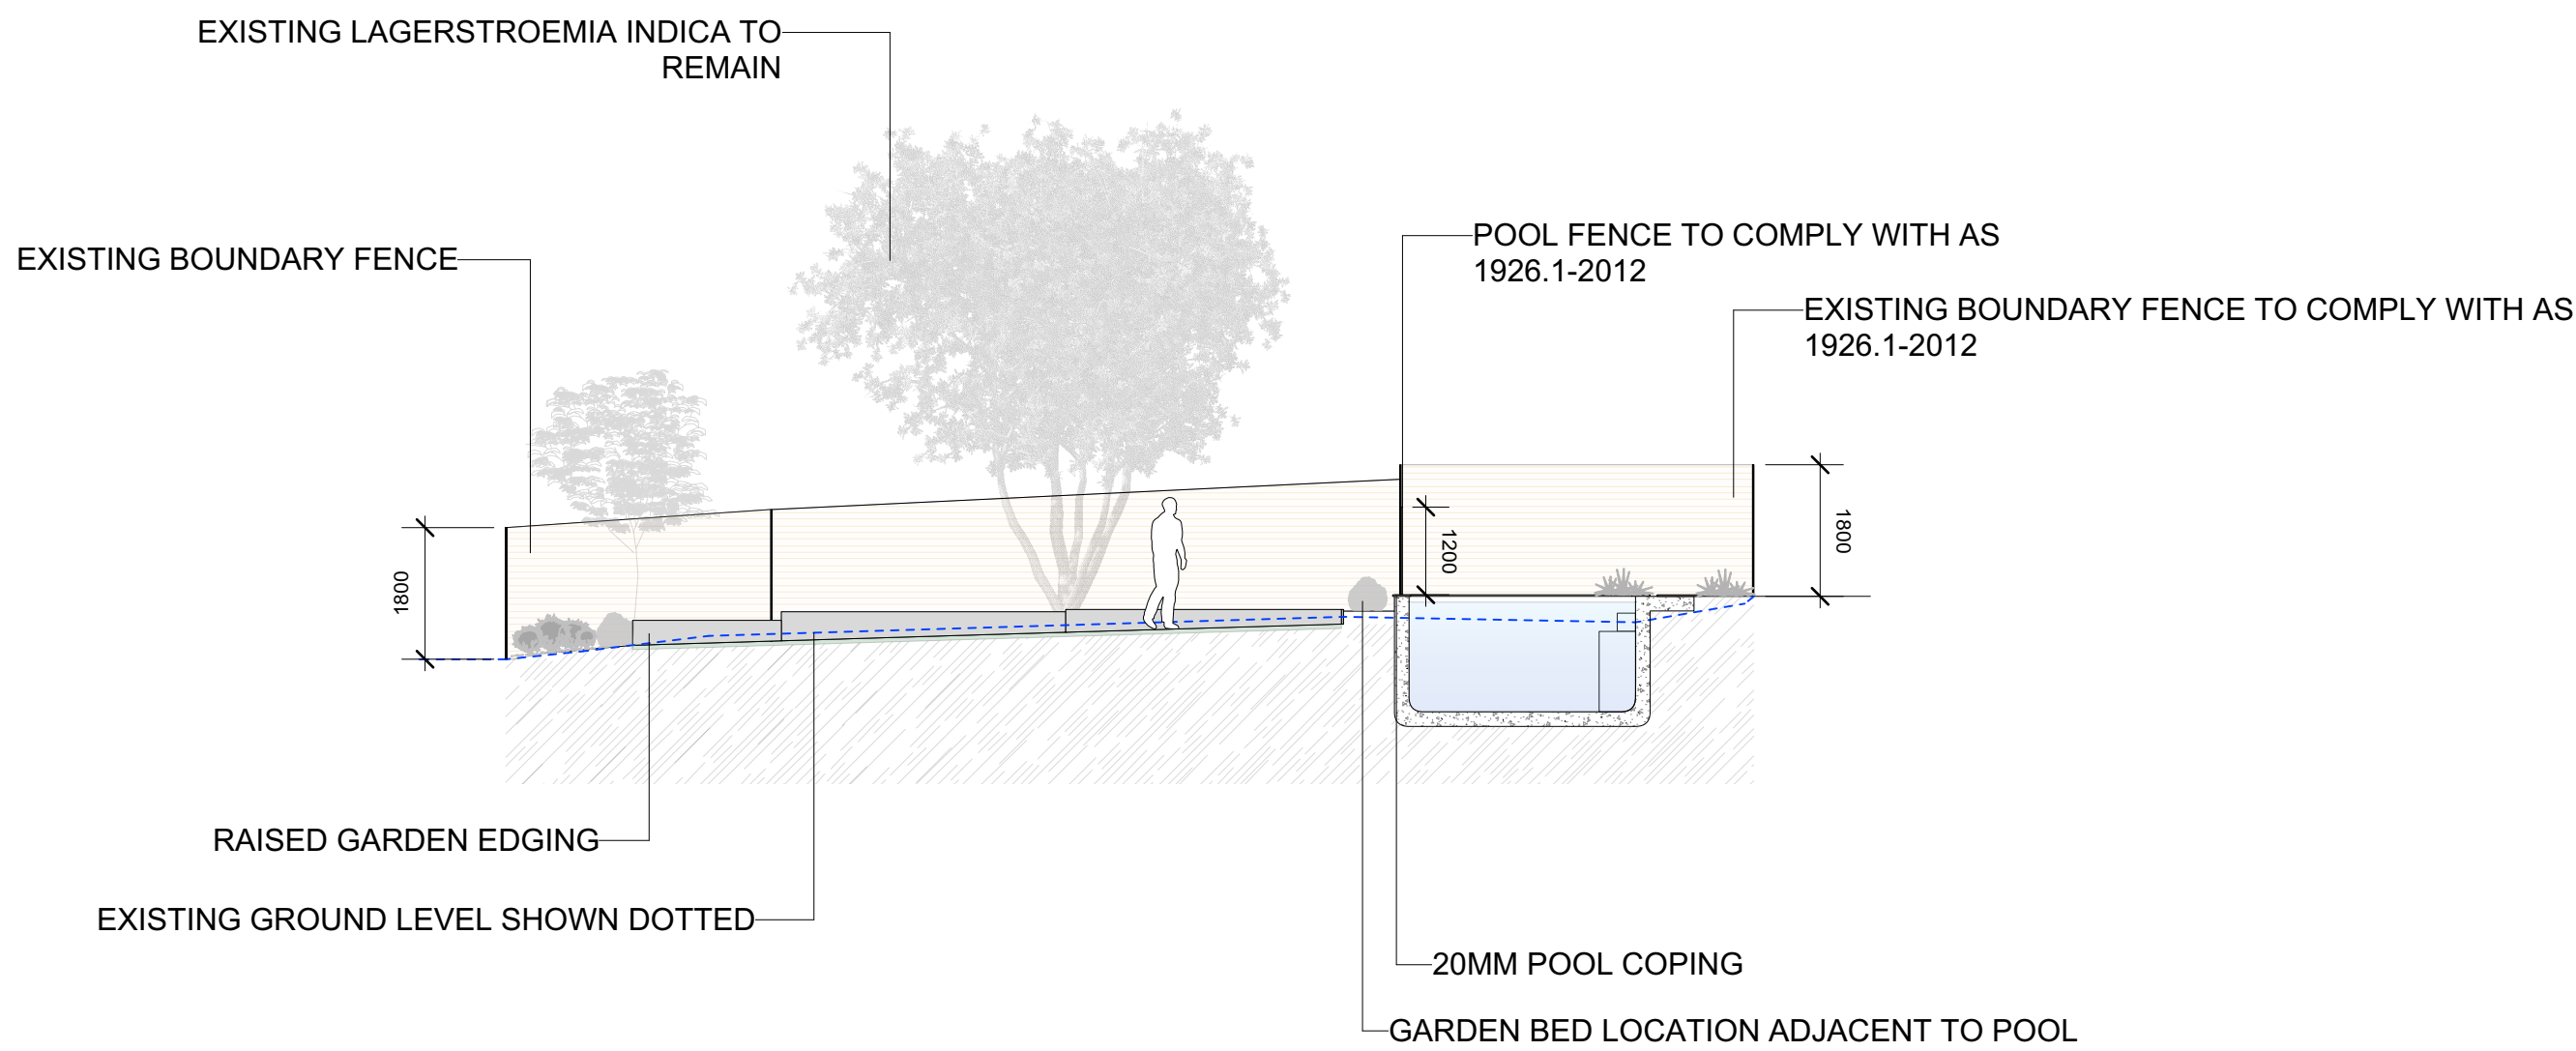 EXISTING LAGERSTROEMIA INDICA TO
REMAIN
EXISTING BOUNDARY FENCE
POOL FENCE TO COMPLY WITH AS
1926.1-2012
EXISTING BOUNDARY FENCE TO COMPLY WITH AS
1926.1-2012
1800
1200
1800
RAISED GARDEN EDGING
EXISTING GROUND LEVEL SHOWN DOTTED
20MM POOL COPING
GARDEN BED LOCATION ADJACENT TO POOL